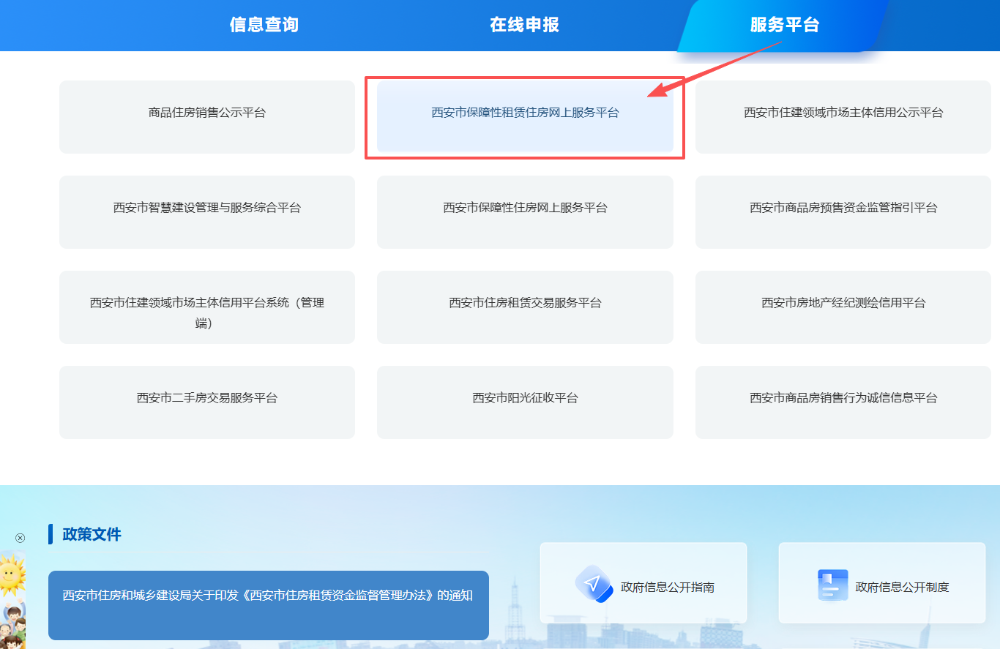 信息查询
在线申报
服务平台
商品住房销售公示平台
西安市保障性租赁住房网上服务平台
西安市住建领域市场主体信用公示平台
西安市智慧建设管理与服务综合平台
西安市保障性住房网上服务平台
西安市商品房预售资金监管指引平台
西安市住建领域市场主体信用平台系统（管理
端）
西安市住房租赁交易服务平台
西安市房地产经纪测绘信用平台
西安市二手房交易服务平台
西安市阳光征收平台
西安市商品房销售行为诚信信息平台
政策文件
西安市住房和城乡建设局关于印发《西安市住房租赁资金监督管理办法》的通知
政府信息公开指南
政府信息公开制度